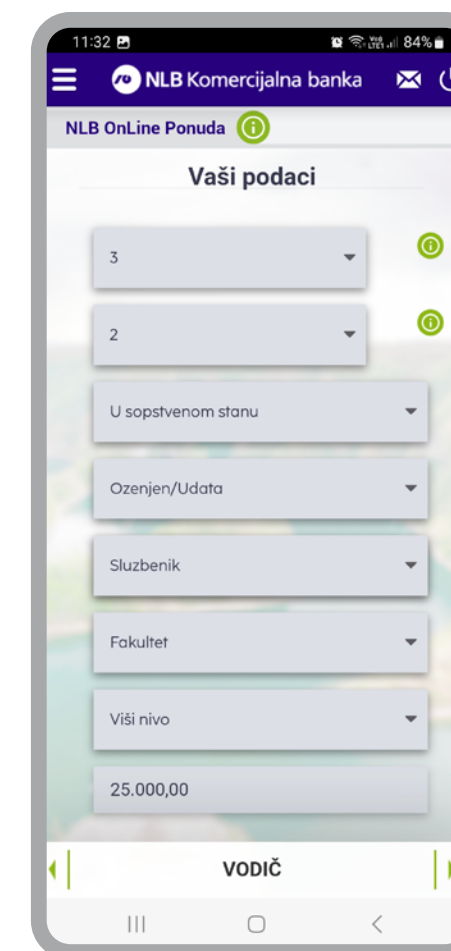 11:32 84%
NLB Komercijalna banka
NLB OnLine Ponuda
Vaši podaci
3
2
U sopstvenom stanu
Ozenjen/Udata
Sluzbenik
Fakultet
Viši nivo
25.000,00
VODIČ